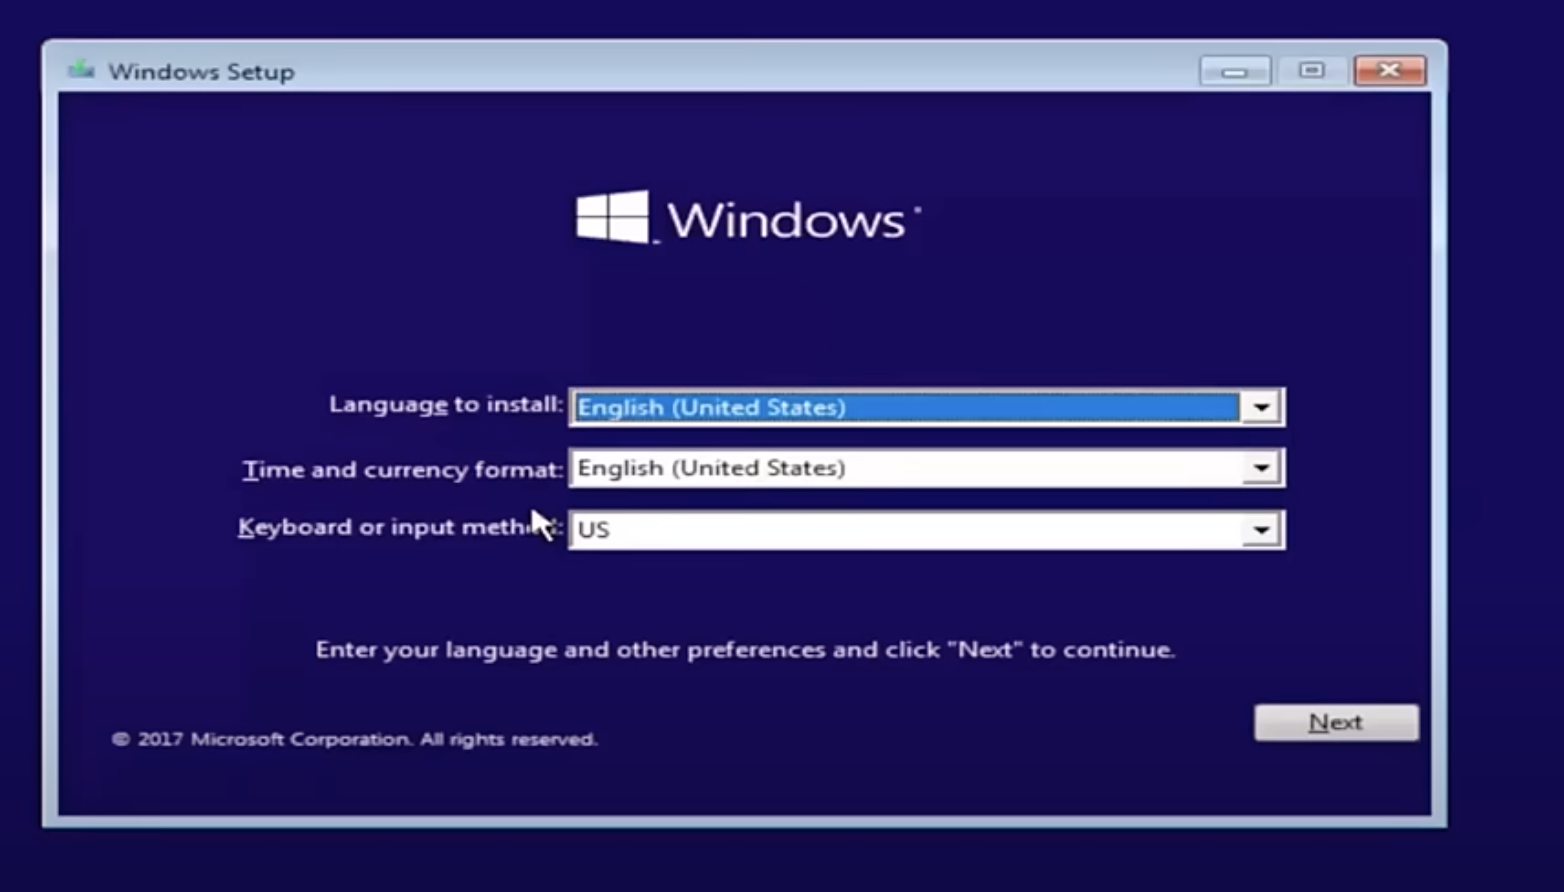 Windows Setup
Windows
Language to install: English (United States)
Time and currency format: English (United States)
Keyboard or input method: US
Enter your language and other preferences and click "Next" to continue.
© 2017 Microsoft Corporation. All rights reserved.
Next